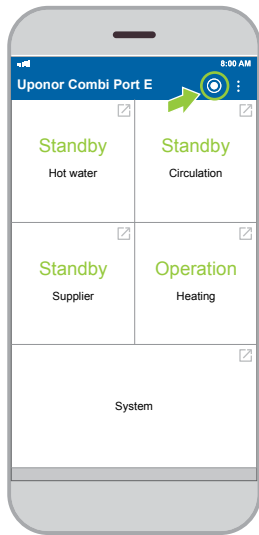 8:00 AM
Uponor Combi Port E
Standby
Hot water
Standby
Circulation
Standby
Supplier
Operation
Heating
System